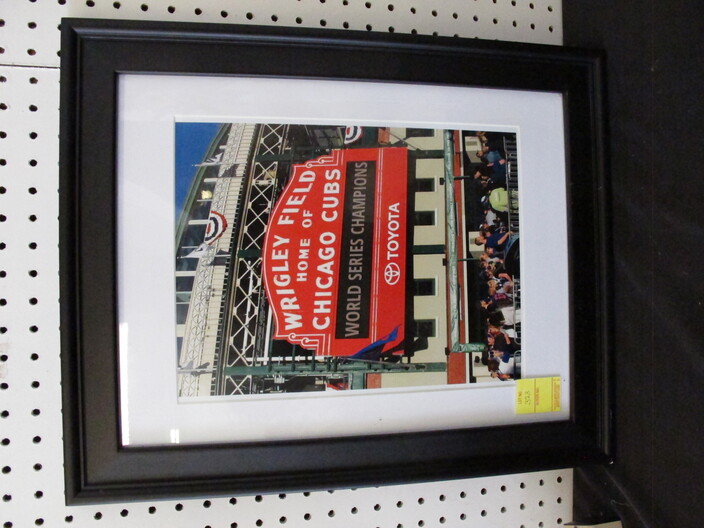 WRIGLEY FIELD
HOME OF
CHICAGO CUBS
WORLD SERIES CHAMPIONS
TOYOTA